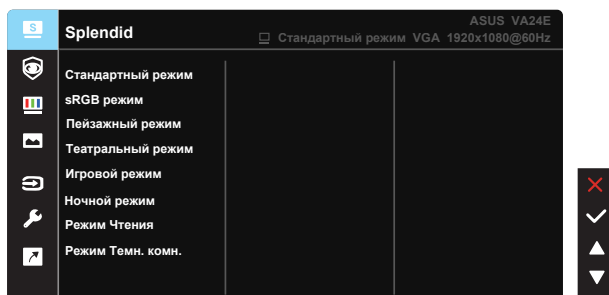 S
Splendid
ASUS VA24E
Стандартный режим VGA 1920x1080@60Hz
Стандартный режим
sRGB режим
Пейзажный режим
Театральный режим
Игровой режим
Ночной режим
Режим Чтения
Режим Темн. комн.